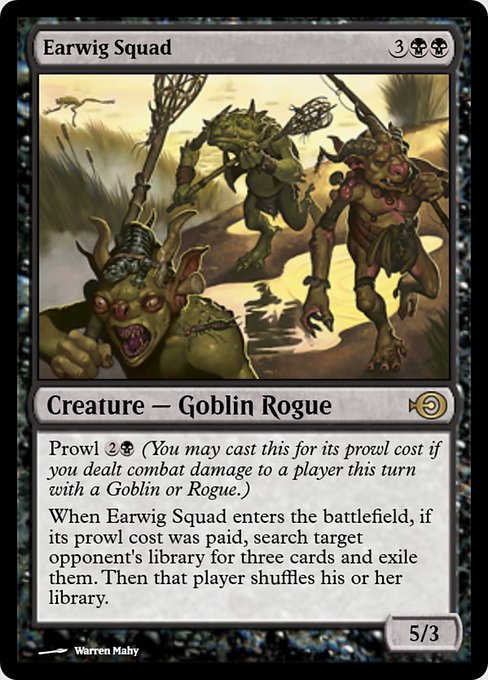 Earwig Squad 3
Creature — Goblin Rogue
Prowl 2 (You may cast this for its prowl cost if
you dealt combat damage to a player this turn
with a Goblin or Rogue.)
When Earwig Squad enters the battlefield, if
its prowl cost was paid, search target
opponent's library for three cards and exile
them. Then that player shuffles his or her
library.
5/3
Warren Mahy